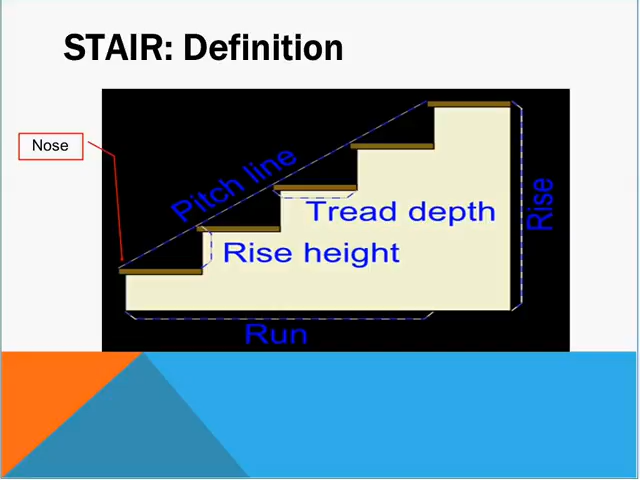 STAIR: Definition
Nose
Pitch line
Tread depth
Rise
Rise height
Run